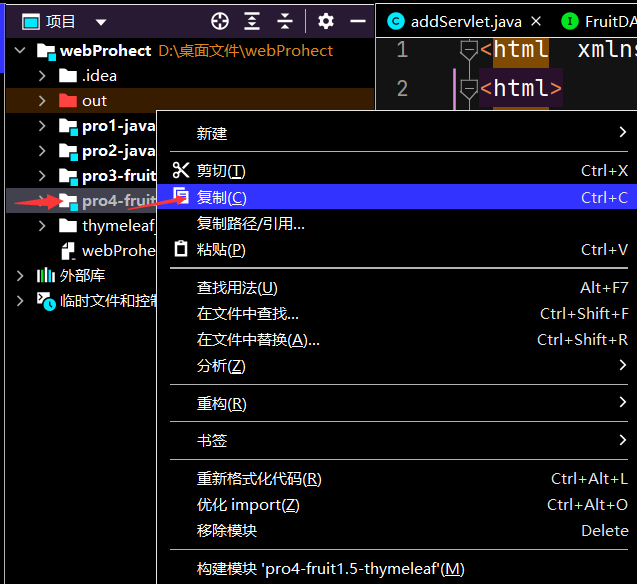 项目
addServlet.java
FruitDA
webProhect D:\桌面文件\webProhect
.idea
out
pro1-java
pro2-java
pro3-fruit
pro4-fruit
thymeleaf_
webProhe
外部库
临时文件和控制
1 <html xmlns
2 <html>
新建
剪切(T) Ctrl+X
复制(C) Ctrl+C
复制路径/引用...
粘贴(P) Ctrl+V
查找用法(U) Alt+F7
在文件中查找... Ctrl+Shift+F
在文件中替换(A)... Ctrl+Shift+R
分析(Z)
重构(R)
书签
重新格式化代码(R) Ctrl+Alt+L
优化 import(Z) Ctrl+Alt+O
移除模块 Delete
构建模块 'pro4-fruit1.5-thymeleaf'(M)